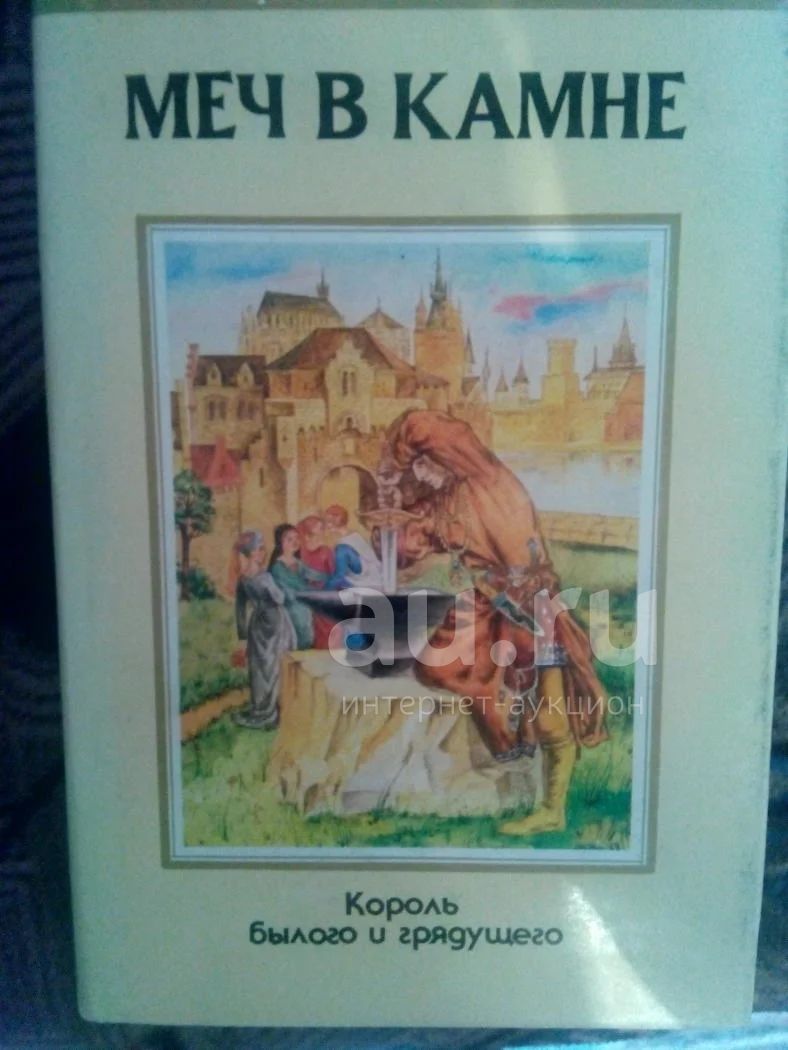 МЕЧ В КАМНЕ
au.ru
интернет-аукцион
Король
былого и грядущего